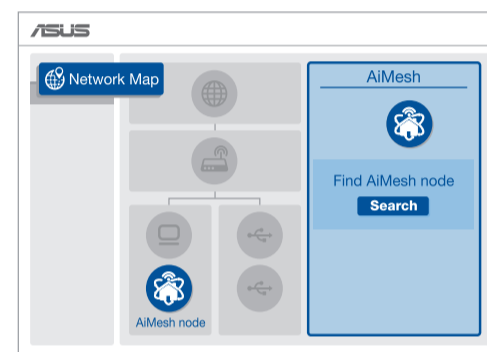 ASUS
Network Map
AiMesh
Find AiMesh node
Search
AiMesh node